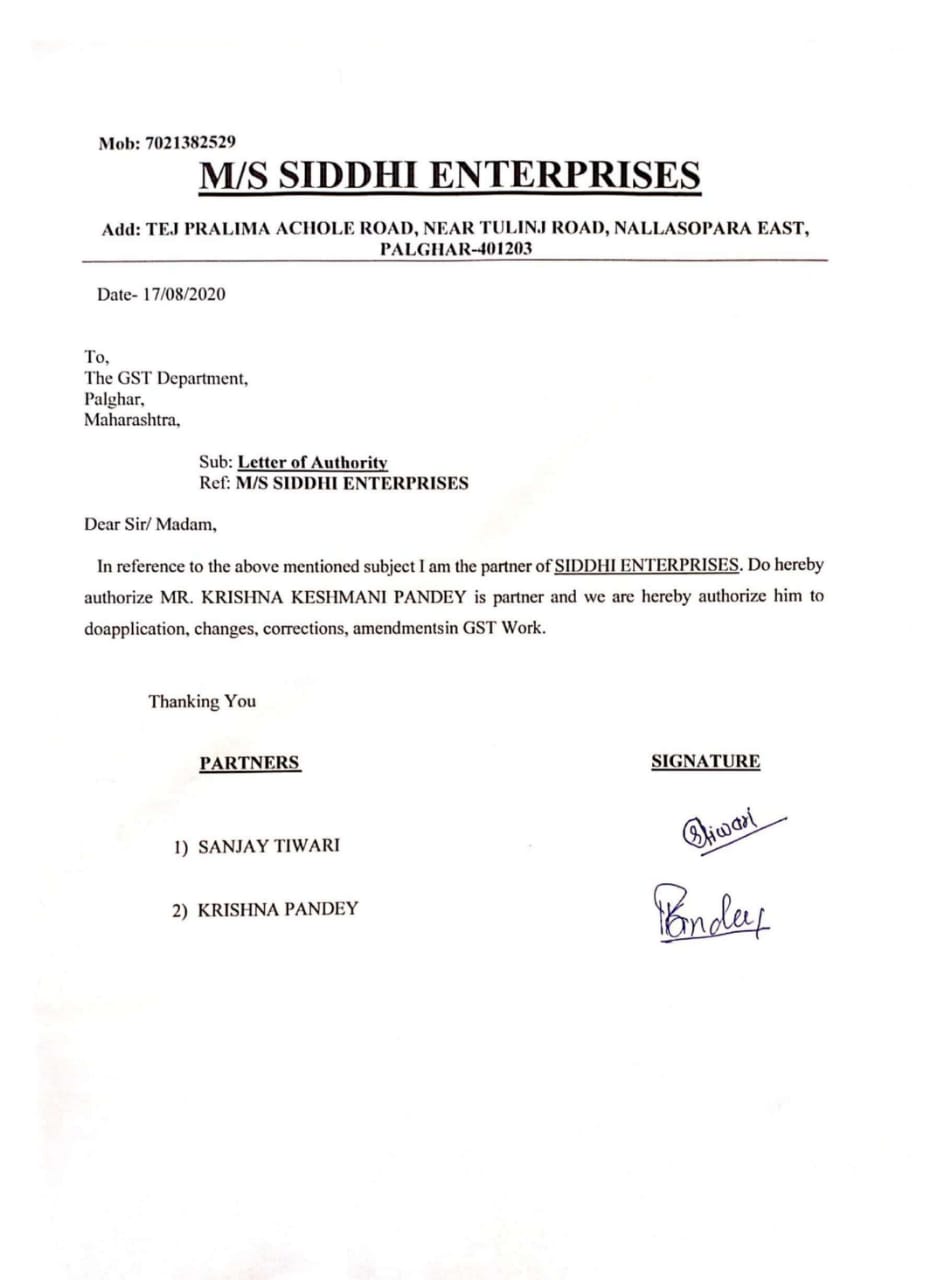 Mob: 7021382529
M/S SIDDHI ENTERPRISES
Add: TEJ PRALIMA ACHOLE ROAD, NEAR TULINJ ROAD, NALLASOPARA EAST,
PALGHAR-401203
Date- 17/08/2020
To,
The GST Department,
Palghar,
Maharashtra,
Sub: Letter of Authority
Ref: M/S SIDDHI ENTERPRISES
Dear Sir/ Madam,
In reference to the above mentioned subject I am the partner of SIDDHI ENTERPRISES. Do hereby
authorize MR. KRISHNA KESHMANI PANDEY is partner and we are hereby authorize him to
doapplication, changes, corrections, amendmentsin GST Work.
Thanking You
PARTNERS SIGNATURE
1) SANJAY TIWARI Stiwari
2) KRISHNA PANDEY KPandey